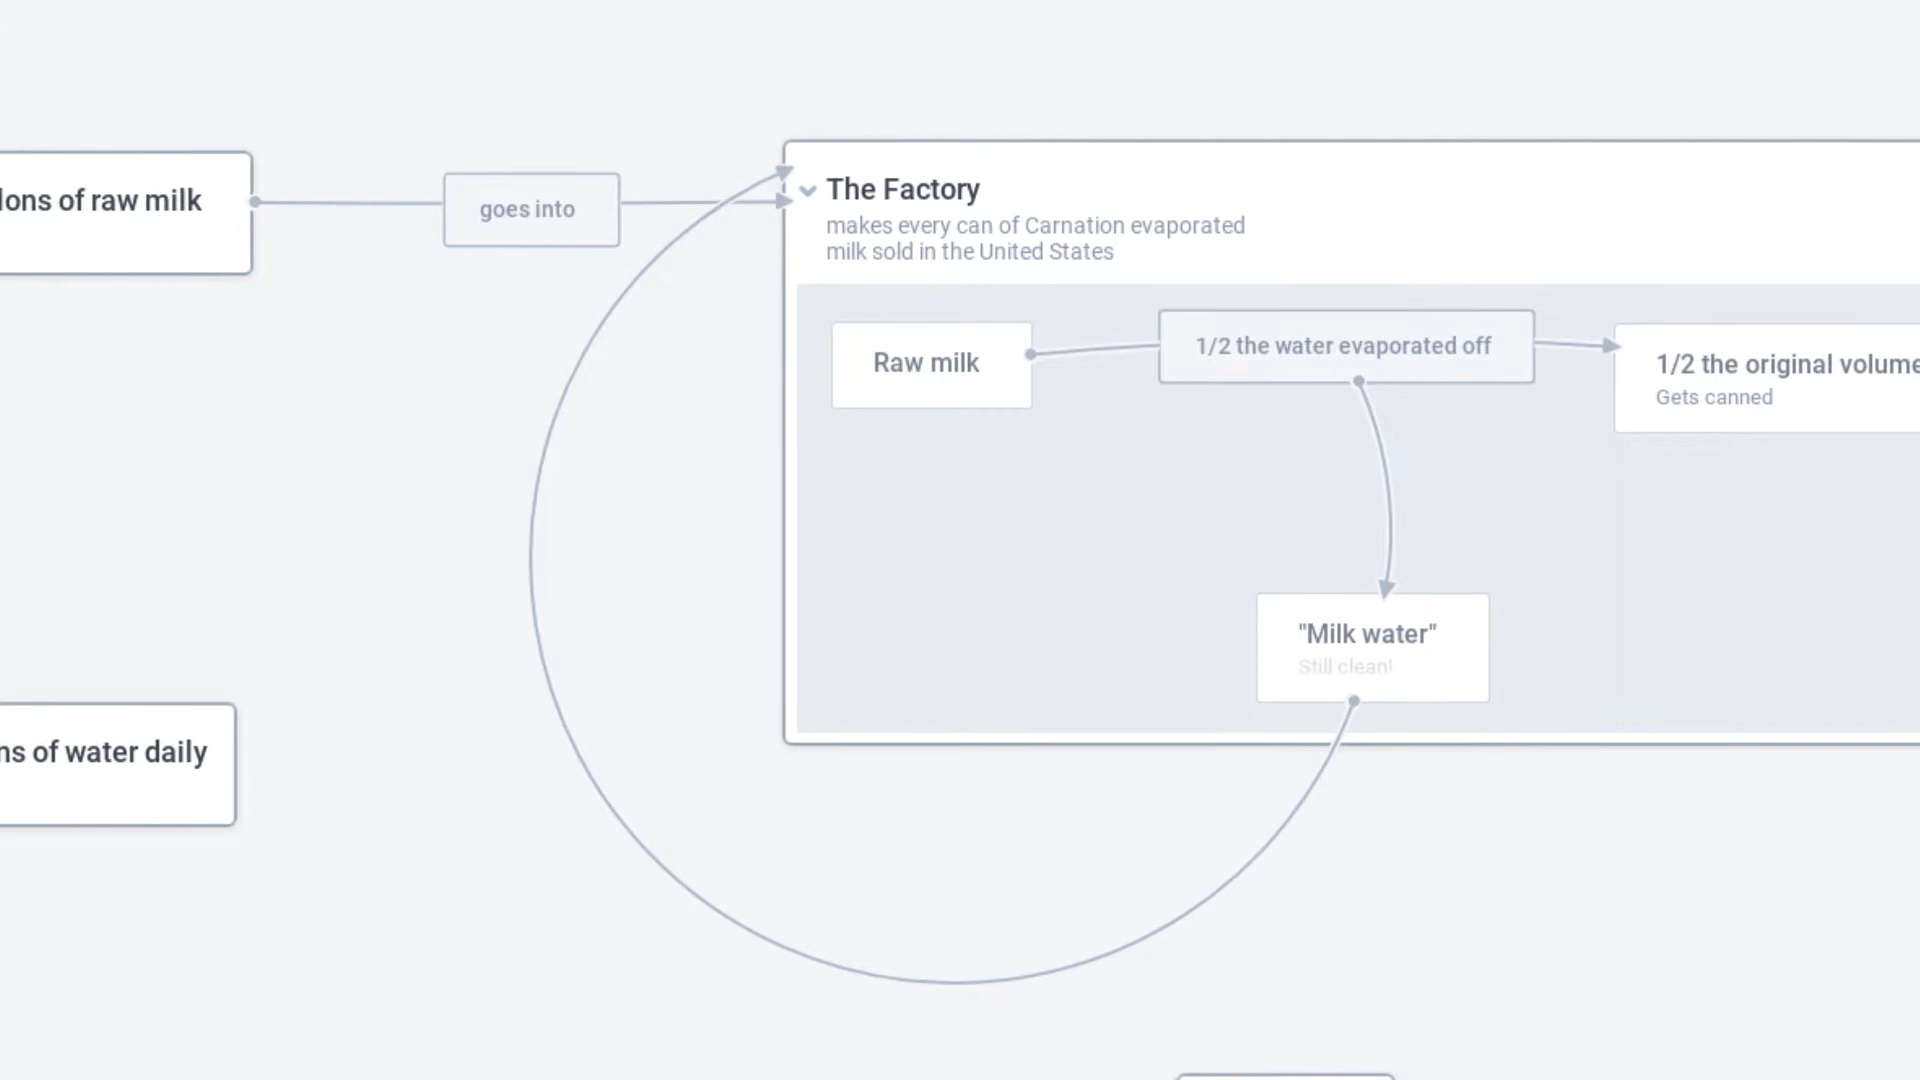 lons of raw milk
goes into
The Factory
makes every can of Carnation evaporated
milk sold in the United States
Raw milk
1/2 the water evaporated off
1/2 the original volume
Gets canned
"Milk water"
Still clean!
ns of water daily